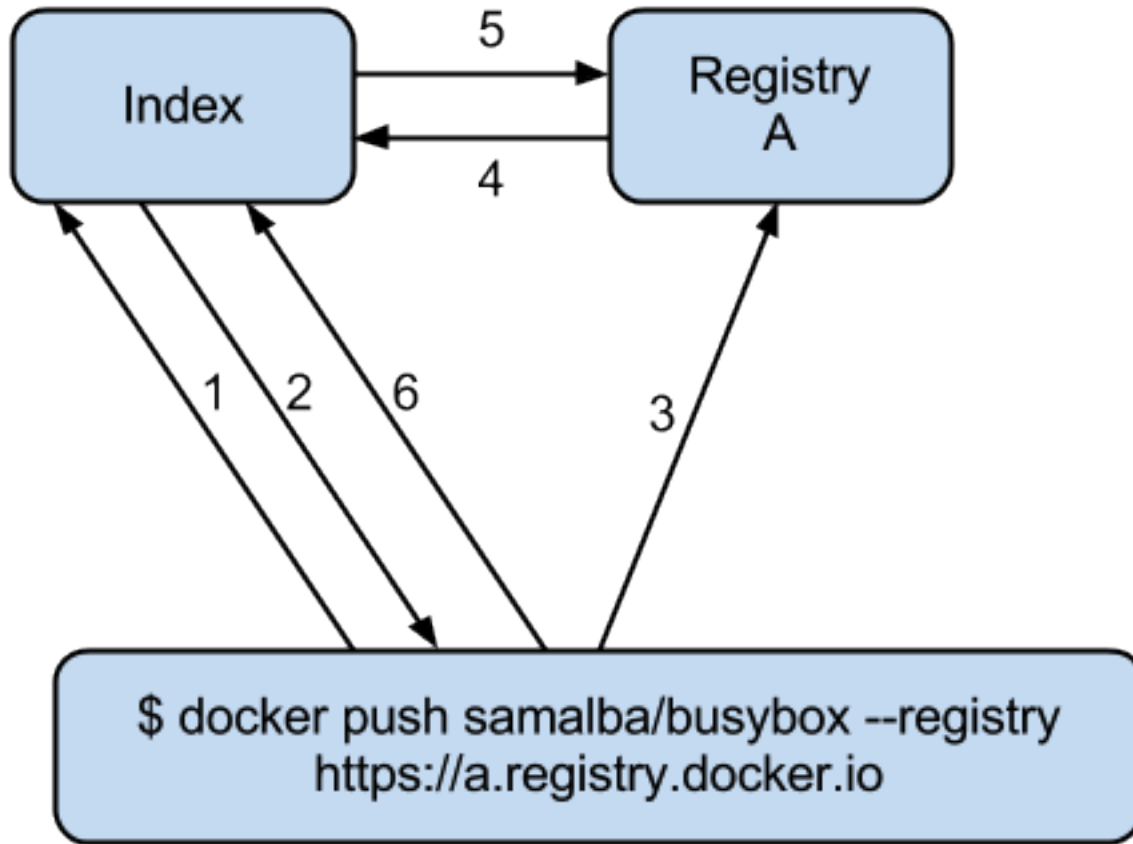 5
Index
Registry
A
4
1
2
6
3
$ docker push samalba/busybox --registry
https://a.registry.docker.io